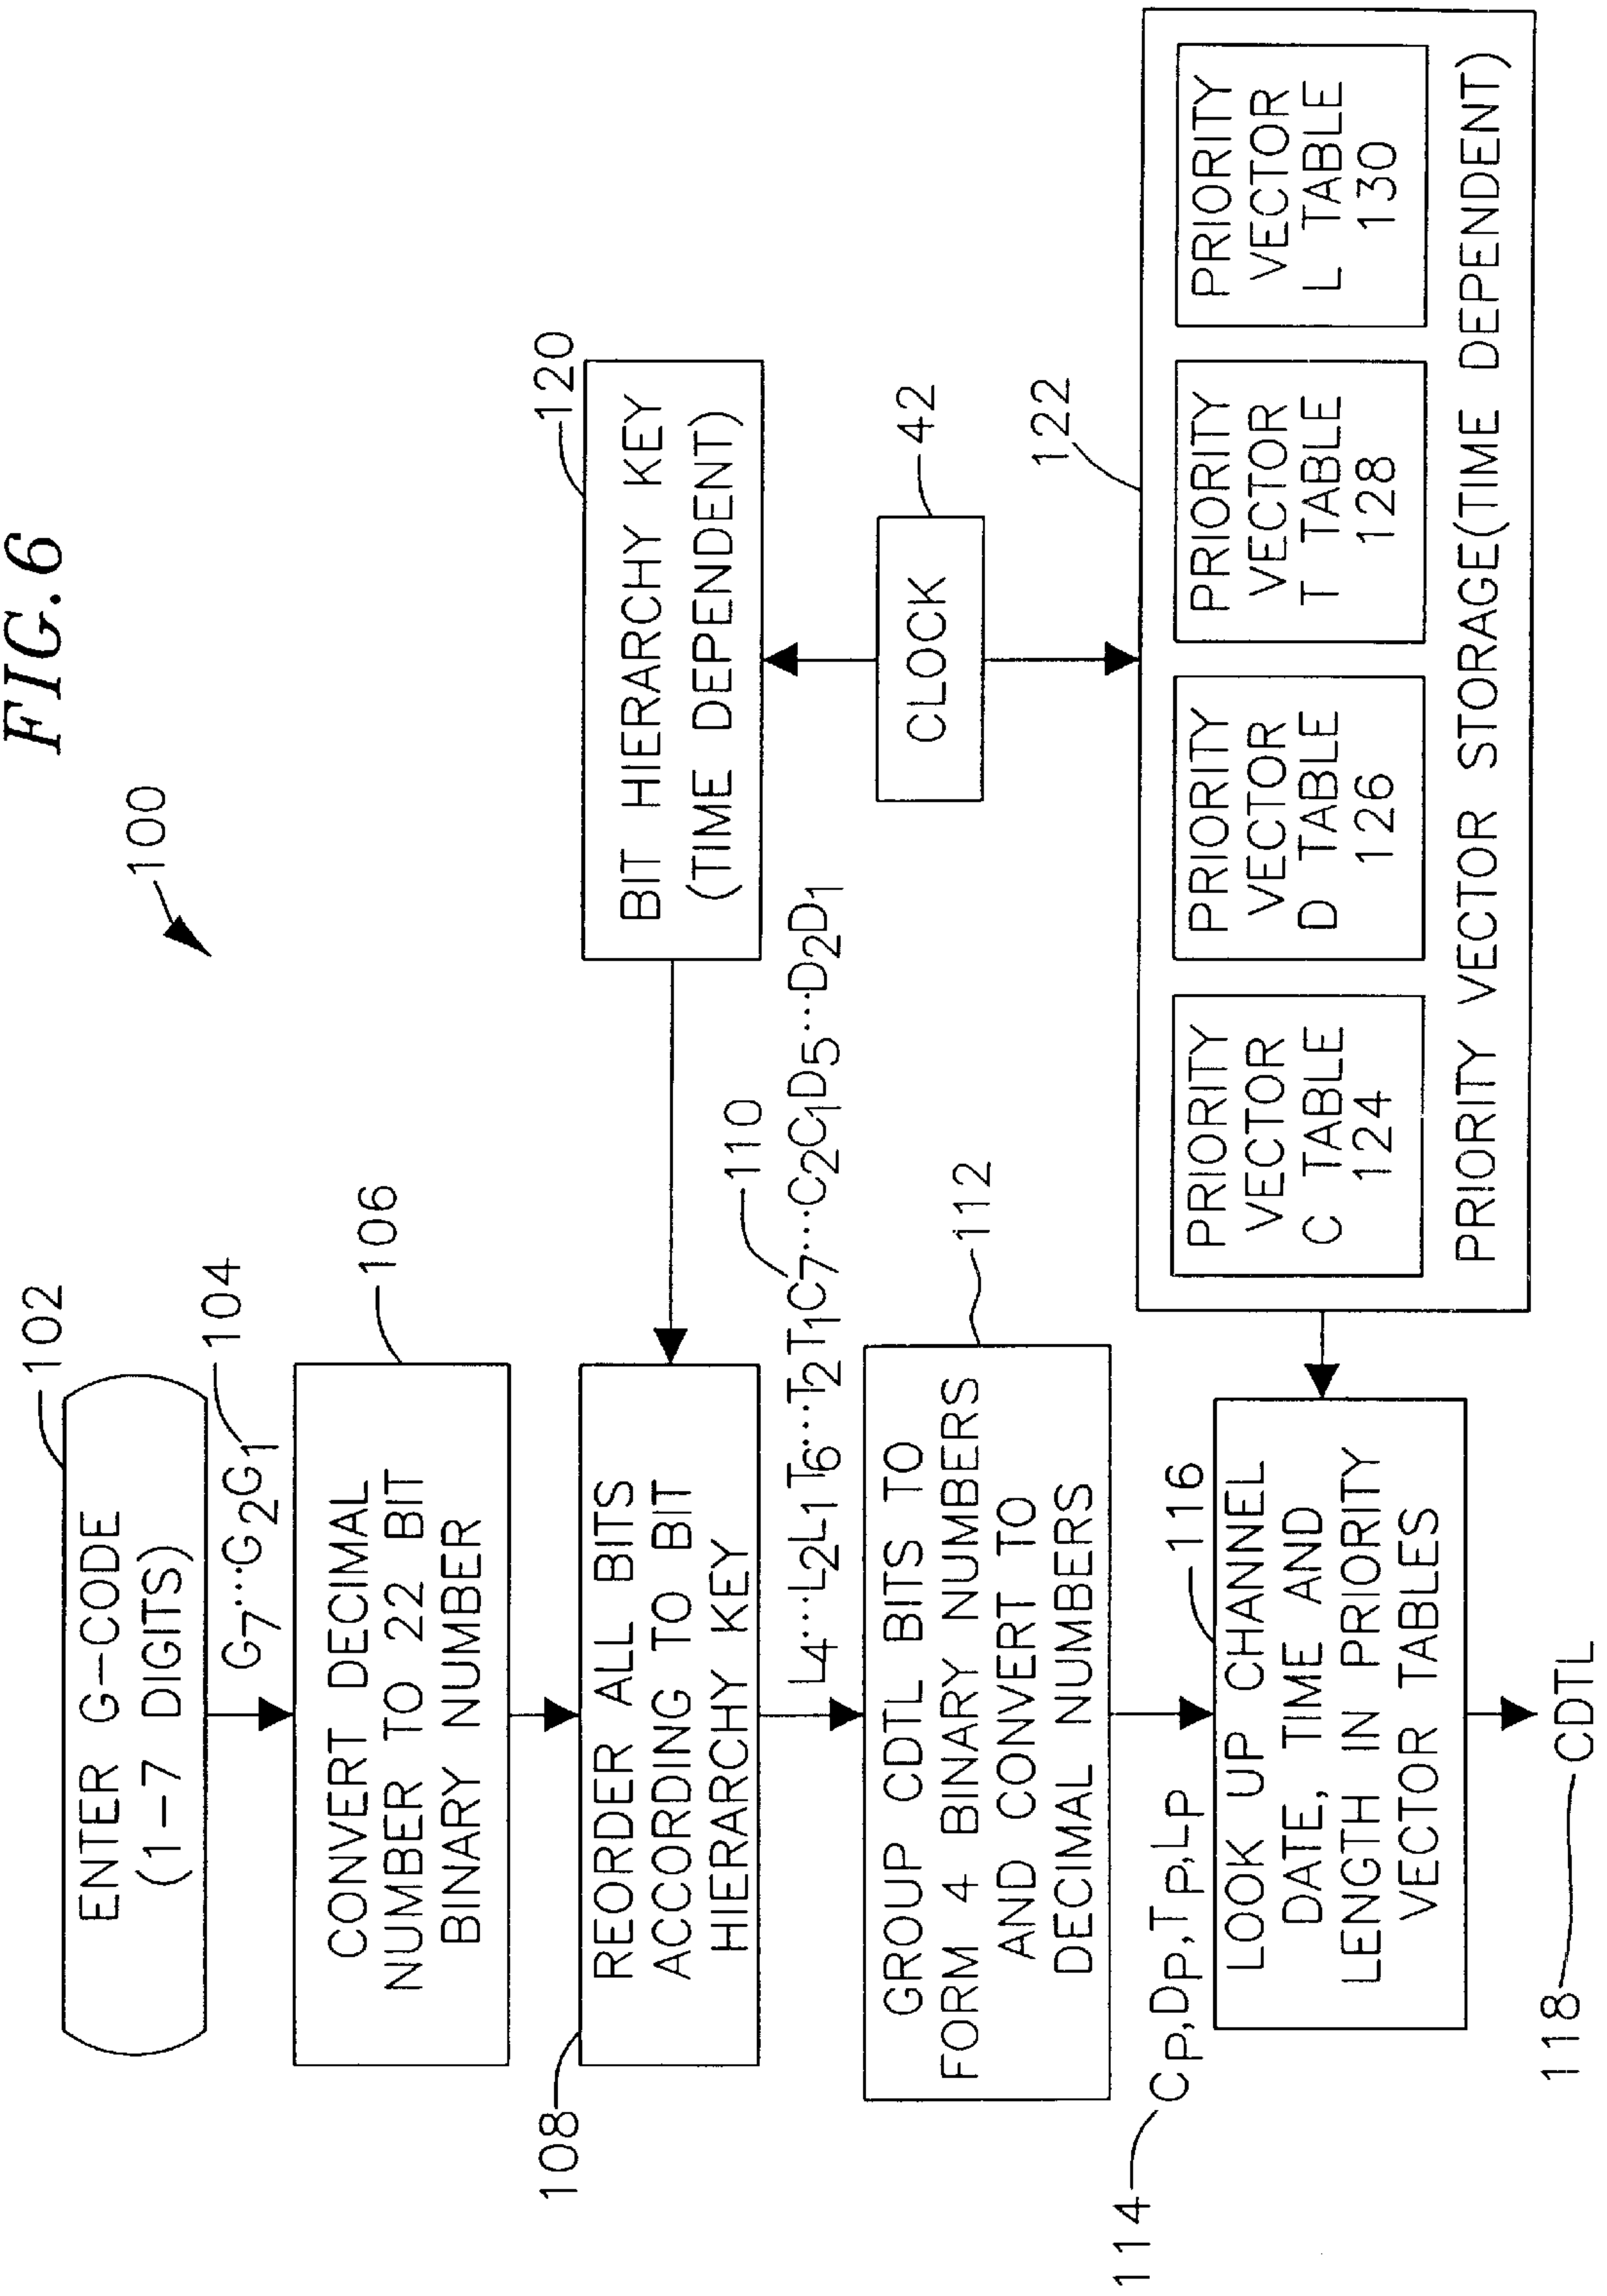 FIG.6
100
102
ENTER G-CODE
(1-7 DIGITS)
G7...G2G1
104
106
CONVERT DECIMAL
NUMBER TO 22 BIT
BINARY NUMBER
108
REORDER ALL BITS
ACCORDING TO BIT
HIERARCHY KEY
120
BIT HIERARCHY KEY
(TIME DEPENDENT)
110
L4...L2L1T6...T2T1C7...C2C1D5...D2D1
CLOCK
42
112
GROUP CDTL BITS TO
FORM 4 BINARY NUMBERS
AND CONVERT TO
DECIMAL NUMBERS
114
CP,DP,TP,LP
116
LOOK UP CHANNEL
DATE, TIME AND
LENGTH IN PRIORITY
VECTOR TABLES
122
PRIORITY
VECTOR
C TABLE
124
PRIORITY
VECTOR
D TABLE
126
PRIORITY
VECTOR
T TABLE
128
PRIORITY
VECTOR
L TABLE
130
PRIORITY VECTOR STORAGE(TIME DEPENDENT)
118
CDTL